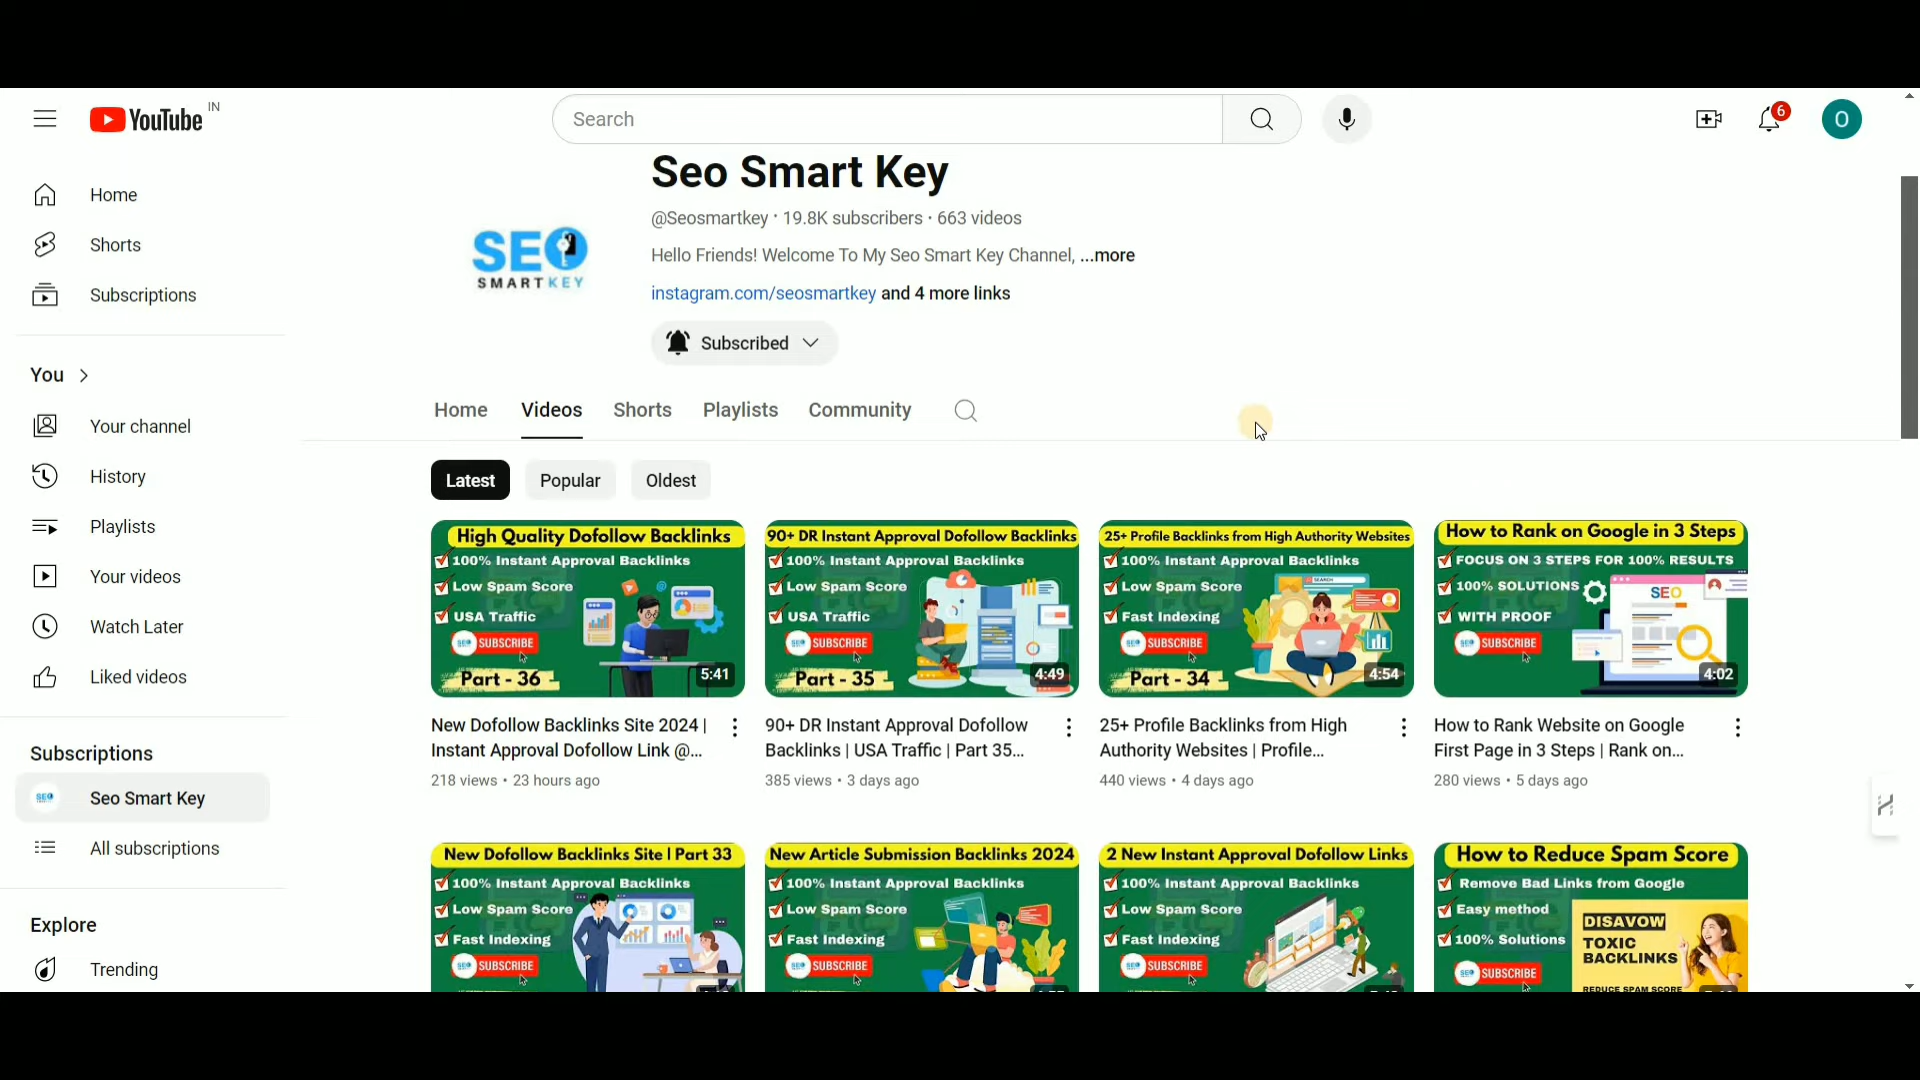 YouTube IN
Search
6
O
Home
Shorts
Subscriptions
You
Your channel
History
Playlists
Your videos
Watch Later
Liked videos
Subscriptions
Seo Smart Key
All subscriptions
Explore
Trending
SEO
SMARTKEY
Seo Smart Key
@Seosmartkey • 19.8K subscribers • 663 videos
Hello Friends! Welcome To My Seo Smart Key Channel, ...more
instagram.com/seosmartkey and 4 more links
Subscribed
Home Videos Shorts Playlists Community
Latest Popular Oldest
High Quality Dofollow Backlinks
100% Instant Approval Backlinks
Low Spam Score
USA Traffic
SUBSCRIBE
Part - 36
5:41
New Dofollow Backlinks Site 2024 |
Instant Approval Dofollow Link @...
218 views • 23 hours ago
90+ DR Instant Approval Dofollow Backlinks
100% Instant Approval Backlinks
Low Spam Score
USA Traffic
SUBSCRIBE
Part - 35
4:49
90+ DR Instant Approval Dofollow
Backlinks | USA Traffic | Part 35...
385 views • 3 days ago
25+ Profile Backlinks from High Authority Websites
100% Instant Approval Backlinks
Low Spam Score
Fast Indexing
SEARCH
SUBSCRIBE
Part - 34
4:54
25+ Profile Backlinks from High
Authority Websites | Profile...
440 views • 4 days ago
How to Rank on Google in 3 Steps
FOCUS ON 3 STEPS FOR 100% RESULTS
100% SOLUTIONS
WITH PROOF
SEO
SUBSCRIBE
4:02
How to Rank Website on Google
First Page in 3 Steps | Rank on...
280 views • 5 days ago
New Dofollow Backlinks Site | Part 33
100% Instant Approval Backlinks
Low Spam Score
Fast Indexing
SUBSCRIBE
New Article Submission Backlinks 2024
100% Instant Approval Backlinks
Low Spam Score
Fast Indexing
SUBSCRIBE
2 New Instant Approval Dofollow Links
100% Instant Approval Backlinks
Low Spam Score
Fast Indexing
SUBSCRIBE
How to Reduce Spam Score
Remove Bad Links from Google
Easy method
100% Solutions
SUBSCRIBE
DISAVOW
TOXIC
BACKLINKS
REDUCE SPAM SCORE